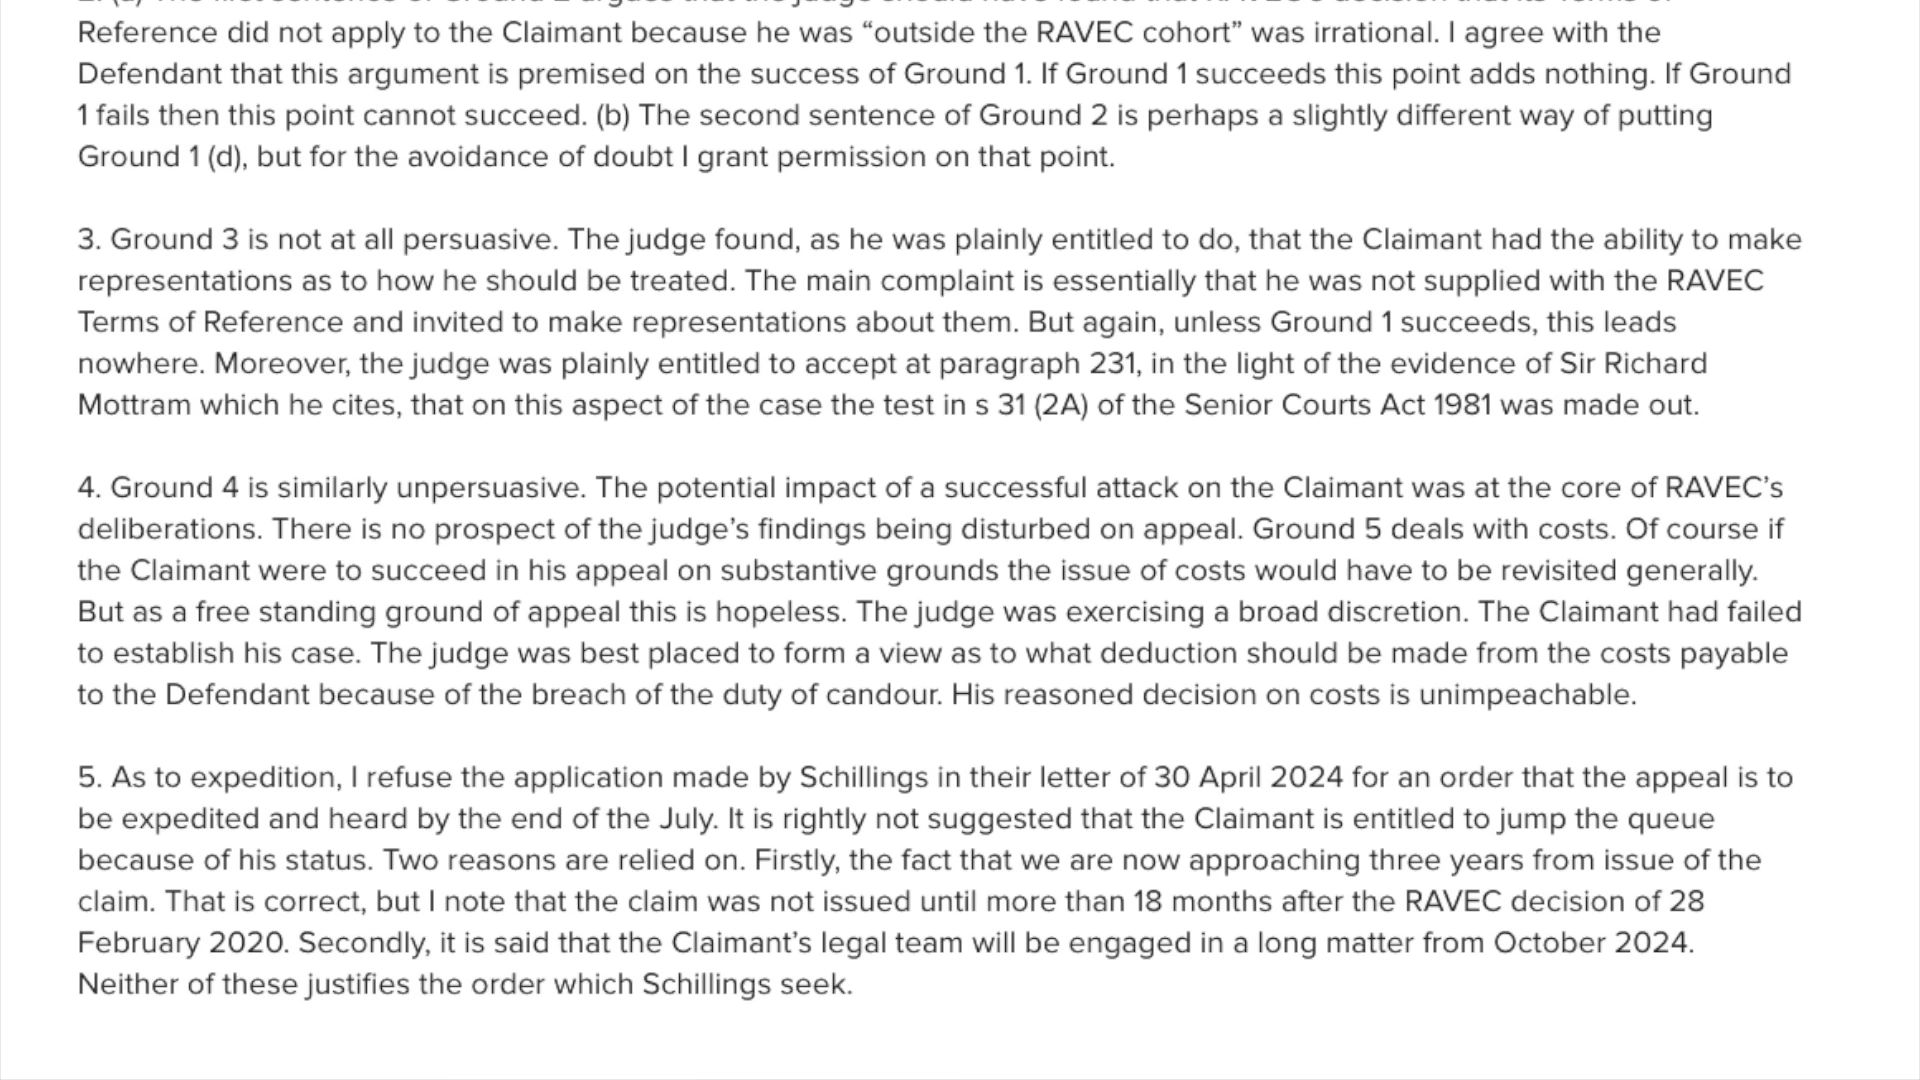 Reference did not apply to the Claimant because he was “outside the RAVEC cohort” was irrational. I agree with the
Defendant that this argument is premised on the success of Ground 1. If Ground 1 succeeds this point adds nothing. If Ground
1 fails then this point cannot succeed. (b) The second sentence of Ground 2 is perhaps a slightly different way of putting
Ground 1 (d), but for the avoidance of doubt I grant permission on that point.
3. Ground 3 is not at all persuasive. The judge found, as he was plainly entitled to do, that the Claimant had the ability to make
representations as to how he should be treated. The main complaint is essentially that he was not supplied with the RAVEC
Terms of Reference and invited to make representations about them. But again, unless Ground 1 succeeds, this leads
nowhere. Moreover, the judge was plainly entitled to accept at paragraph 231, in the light of the evidence of Sir Richard
Mottram which he cites, that on this aspect of the case the test in s 31 (2A) of the Senior Courts Act 1981 was made out.
4. Ground 4 is similarly unpersuasive. The potential impact of a successful attack on the Claimant was at the core of RAVEC’s
deliberations. There is no prospect of the judge’s findings being disturbed on appeal. Ground 5 deals with costs. Of course if
the Claimant were to succeed in his appeal on substantive grounds the issue of costs would have to be revisited generally.
But as a free standing ground of appeal this is hopeless. The judge was exercising a broad discretion. The Claimant had failed
to establish his case. The judge was best placed to form a view as to what deduction should be made from the costs payable
to the Defendant because of the breach of the duty of candour. His reasoned decision on costs is unimpeachable.
5. As to expedition, I refuse the application made by Schillings in their letter of 30 April 2024 for an order that the appeal is to
be expedited and heard by the end of the July. It is rightly not suggested that the Claimant is entitled to jump the queue
because of his status. Two reasons are relied on. Firstly, the fact that we are now approaching three years from issue of the
claim. That is correct, but I note that the claim was not issued until more than 18 months after the RAVEC decision of 28
February 2020. Secondly, it is said that the Claimant’s legal team will be engaged in a long matter from October 2024.
Neither of these justifies the order which Schillings seek.